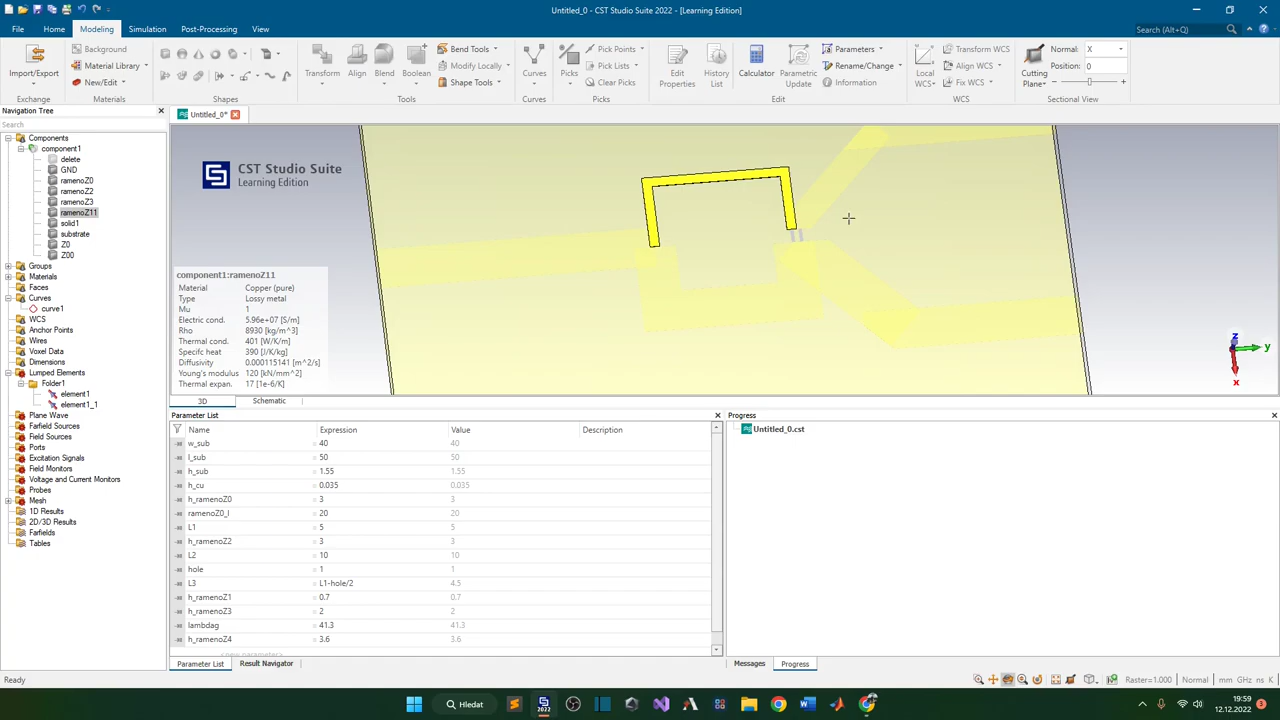 Untitled_0 - CST Studio Suite 2022 - [Learning Edition]
File Home Modeling Simulation Post-Processing View
Search (Alt+Q)
Import/Export
Exchange
Background
Material Library
New/Edit
Materials
Shapes
Transform Align Blend Boolean
Bend Tools
Modify Locally
Shape Tools
Tools
Curves
Curves
Picks
Pick Points
Pick Lists
Clear Picks
Picks
Edit Properties
History List
Calculator
Parametric Update
Parameters
Rename/Change
Information
Edit
Local WCS
Transform WCS
Align WCS
Fix WCS
WCS
Cutting Plane
Normal: X
Position: 0
Sectional View
Navigation Tree
Search
Components
component1
delete
GND
ramenoZ0
ramenoZ2
ramenoZ3
ramenoZ11
solid1
substrate
Z0
Z00
Groups
Materials
Faces
Curves
curve1
WCS
Anchor Points
Wires
Voxel Data
Dimensions
Lumped Elements
Folder1
element1
element1_1
Plane Wave
Farfield Sources
Field Sources
Ports
Excitation Signals
Field Monitors
Voltage and Current Monitors
Probes
Mesh
1D Results
2D/3D Results
Farfields
Tables
Untitled_0*
CST Studio Suite
Learning Edition
component1:ramenoZ11
Material Copper (pure)
Type Lossy metal
Mu 1
Electric cond. 5.96e+07 [S/m]
Rho 8930 [kg/m^3]
Thermal cond. 401 [W/K/m]
Specifc heat 390 [J/K/kg]
Diffusivity 0.000115141 [m^2/s]
Young's modulus 120 [kN/mm^2]
Thermal expan. 17 [1e-6/K]
z
y
x
3D Schematic
Parameter List
Name Expression Value Description
w_sub = 40 40
l_sub = 50 50
h_sub = 1.55 1.55
h_cu = 0.035 0.035
h_ramenoZ0 = 3 3
ramenoZ0_l = 20 20
L1 = 5 5
h_ramenoZ2 = 3 3
L2 = 10 10
hole = 1 1
L3 = L1-hole/2 4.5
h_ramenoZ1 = 0.7 0.7
h_ramenoZ3 = 2 2
lambdag = 41.3 41.3
h_ramenoZ4 = 3.6 3.6
<new parameter>
Parameter List Result Navigator
Progress
Untitled_0.cst
Messages Progress
Ready
Raster=1.000 Normal mm GHz ns K
Hledat
2022
19:59
12.12.2022
3